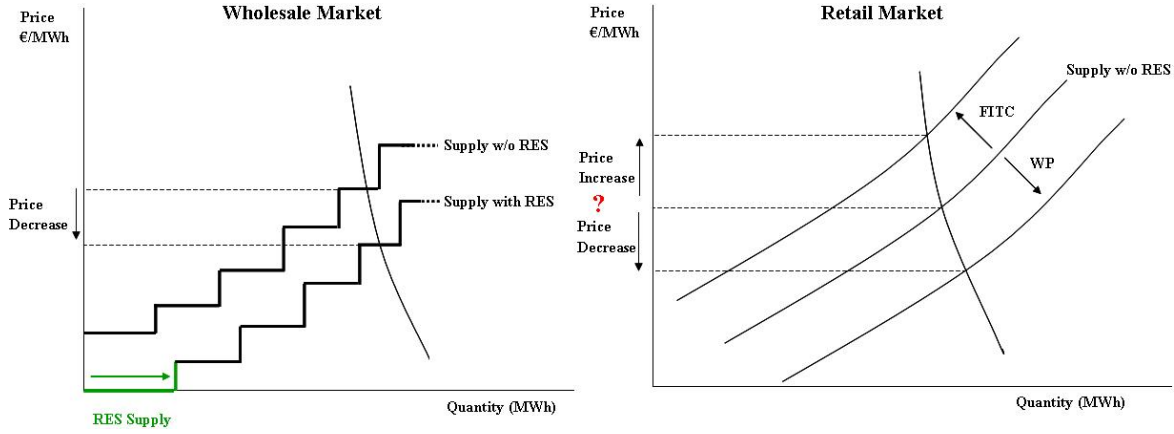 Wholesale Market
Price
€/MWh
Supply w/o RES
Supply with RES
Price
Decrease
Quantity (MWh)
RES Supply
Retail Market
Price
€/MWh
Supply w/o RES
FITC
WP
Price
Increase
?
Price
Decrease
Quantity (MWh)